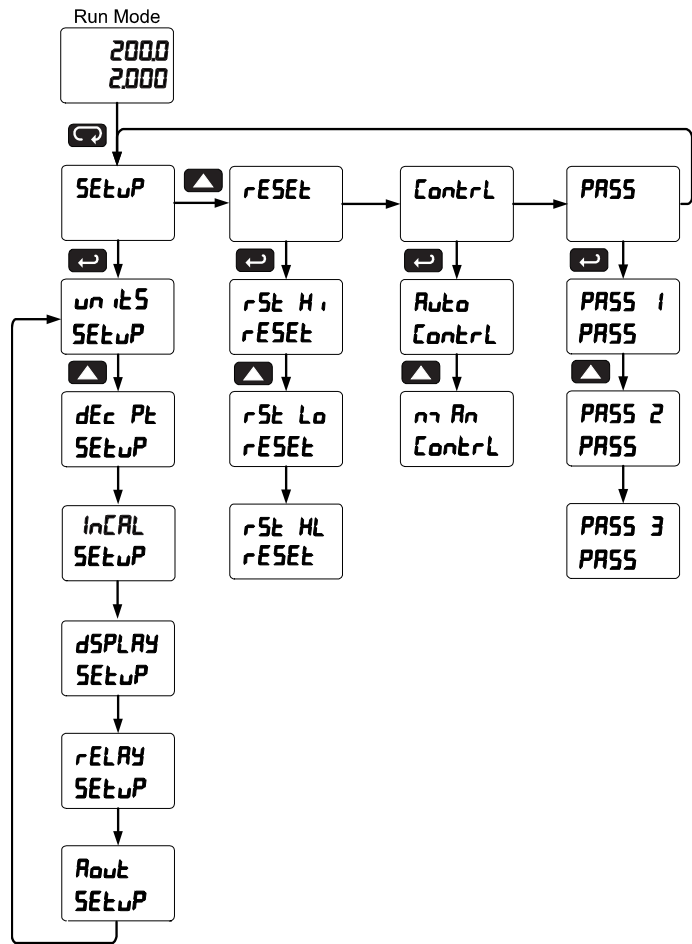 Run Mode
200.0
2.000
SEtuP
rESEt
ContrL
PASS
unitS
SEtuP
rSt Hi
rESEt
Auto
ContrL
PASS 1
PASS
dEc Pt
SEtuP
rSt Lo
rESEt
mAn
ContrL
PASS 2
PASS
InCAL
SEtuP
rSt HL
rESEt
PASS 3
PASS
dSPLAY
SEtuP
rELAY
SEtuP
Aout
SEtuP